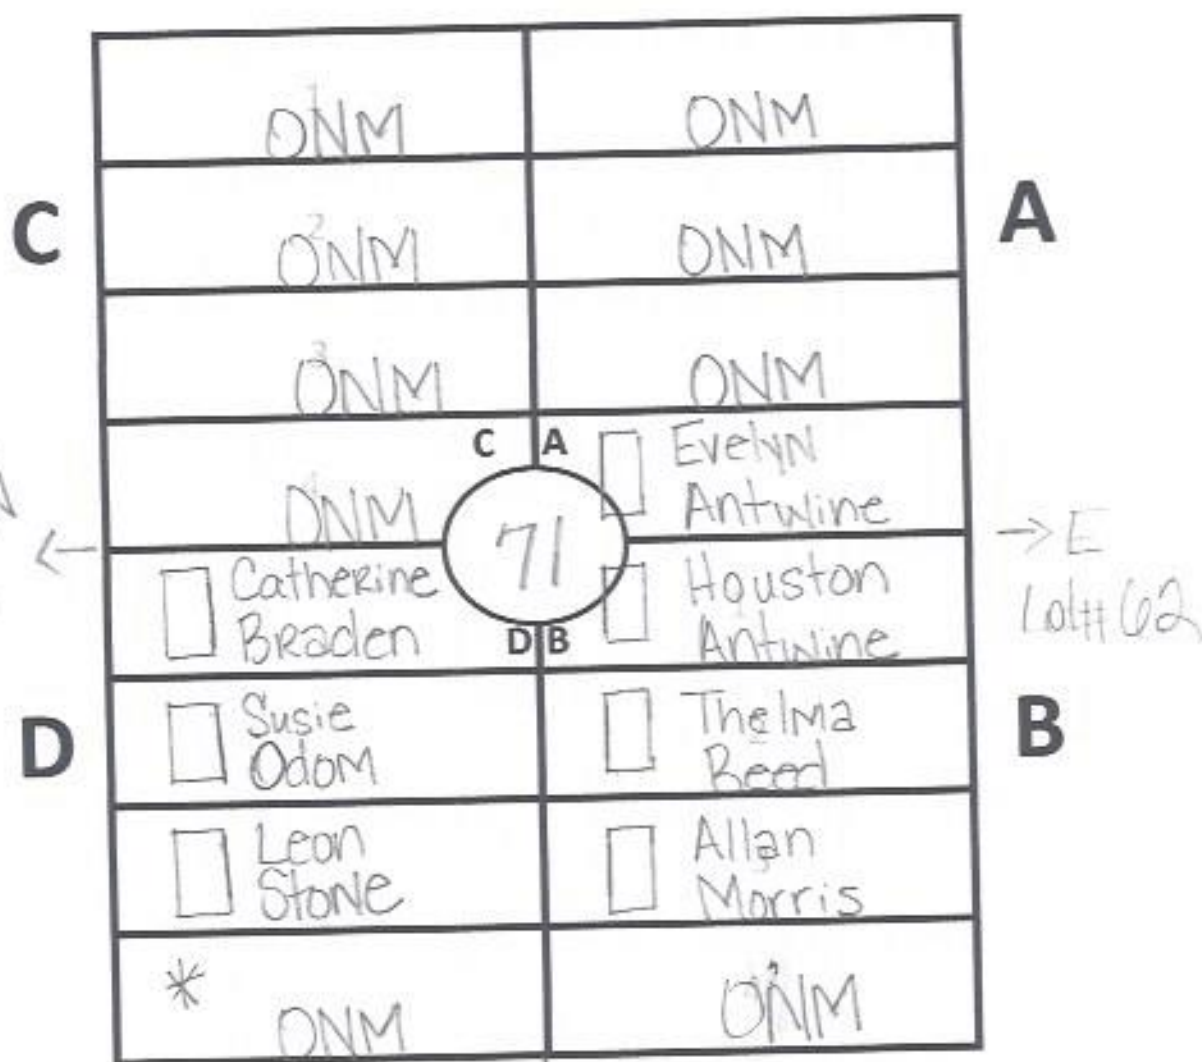 ONM
ONM
C
A
ONM
ONM
ONM
ONM
C A
Evelyn
Antwine
ONM
71
→ E
Lot# 62
←
Catherine
Braden
Houston
Antwine
D B
D
B
Susie
Odom
Thelma
Reed
Leon
Stone
Allan
Morris
*
ONM
ONM